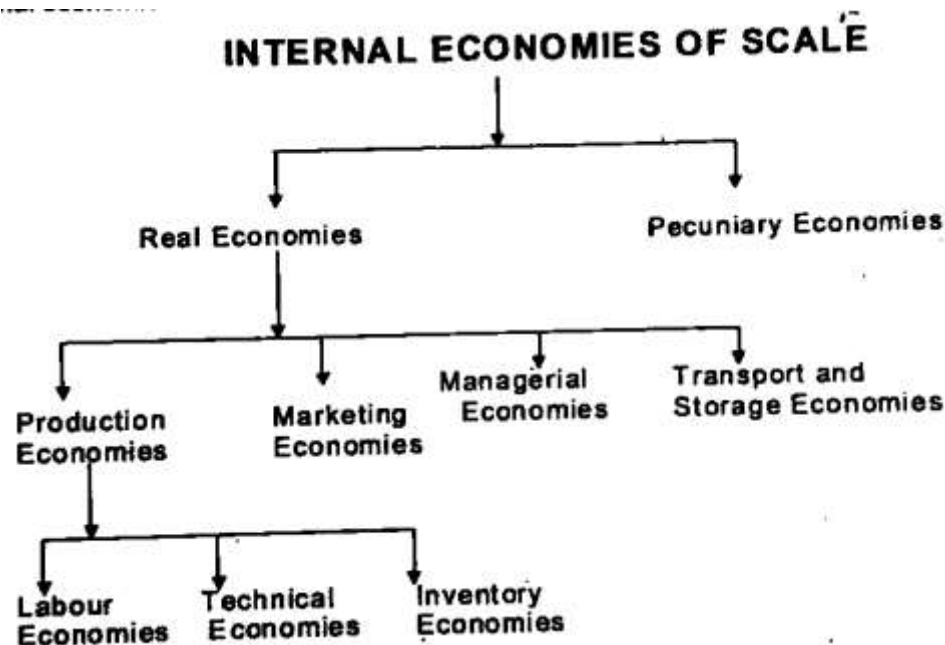 INTERNAL ECONOMIES OF SCALE
Real Economies
Pecuniary Economies
Production
Economies
Marketing
Economies
Managerial
Economies
Transport and
Storage Economies
Labour
Economies
Technical
Economies
Inventory
Economies